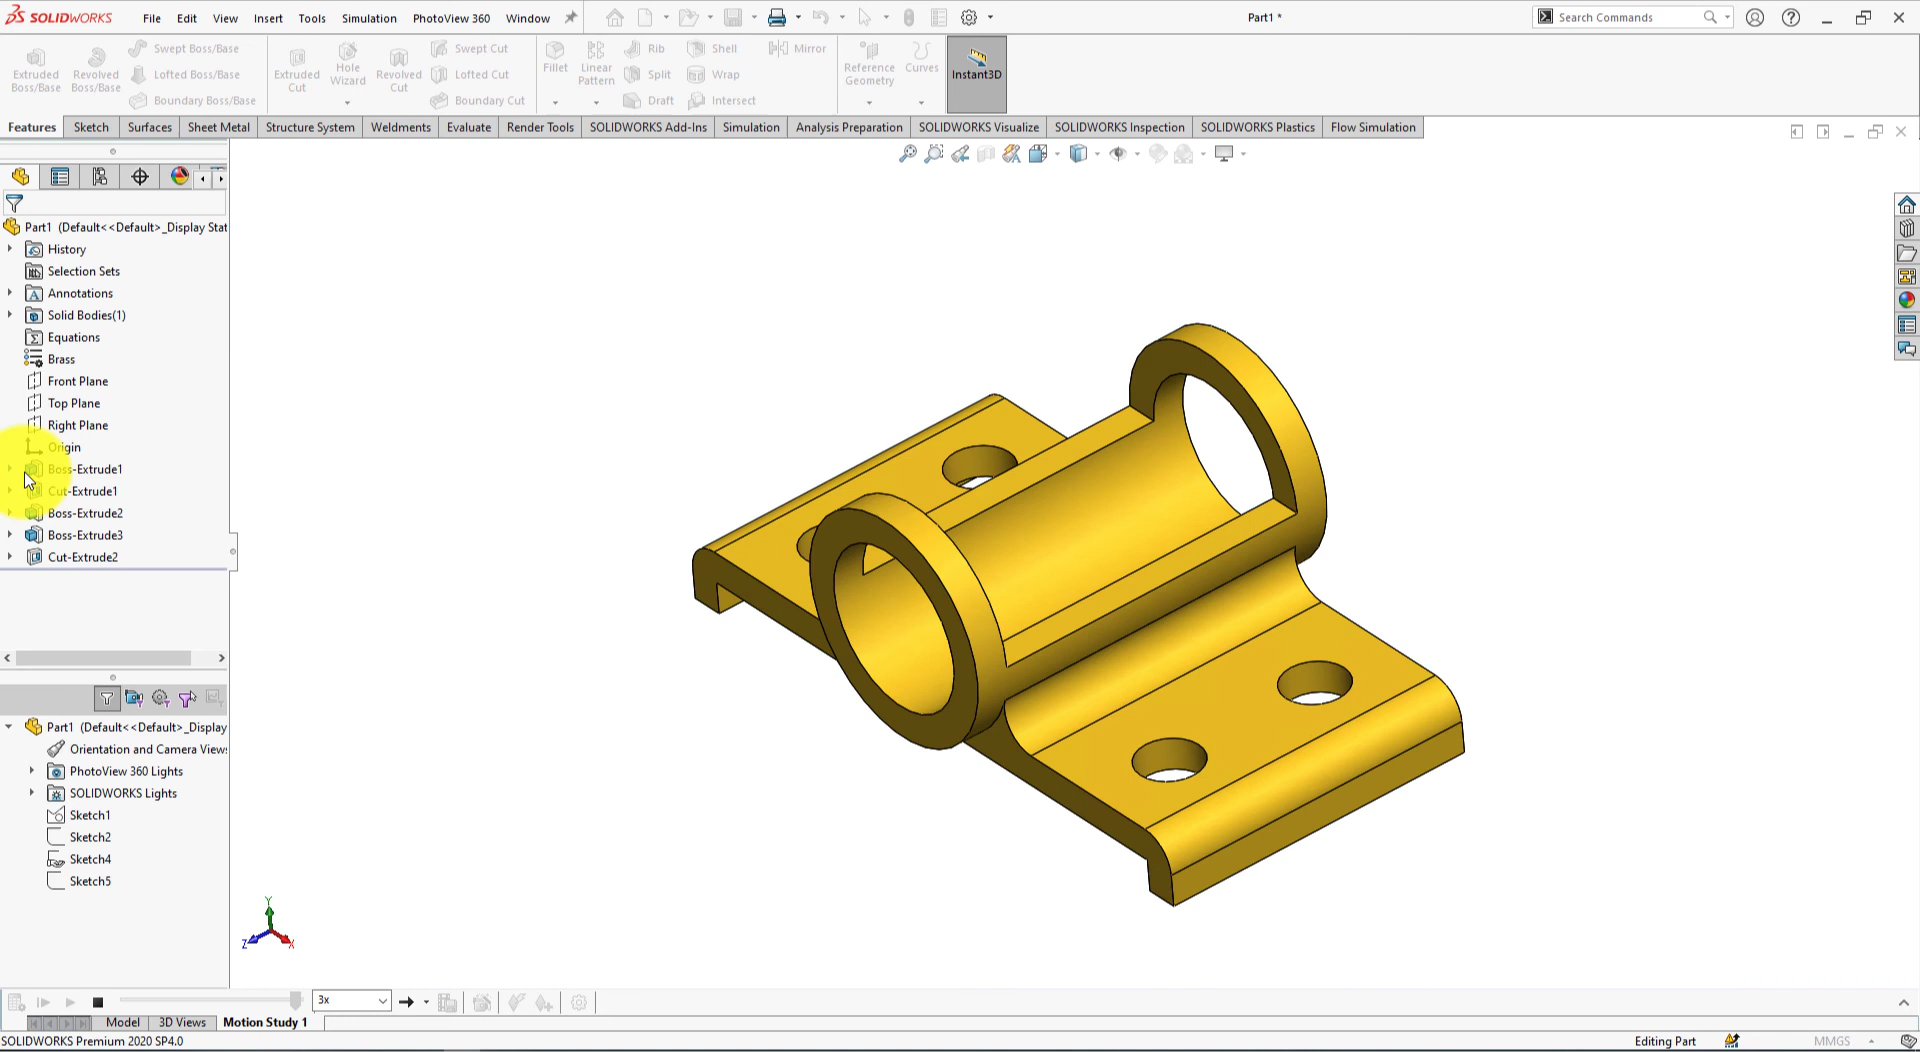 SOLIDWORKS File Edit View Insert Tools Simulation PhotoView 360 Window Part1 * Search Commands
Extruded Boss/Base
Revolved Boss/Base
Swept Boss/Base
Lofted Boss/Base
Boundary Boss/Base
Extruded Cut
Hole Wizard
Revolved Cut
Swept Cut
Lofted Cut
Boundary Cut
Fillet
Linear Pattern
Rib
Split
Draft
Shell
Wrap
Intersect
Mirror
Reference Geometry
Curves
Instant3D
Features Sketch Surfaces Sheet Metal Structure System Weldments Evaluate Render Tools SOLIDWORKS Add-Ins Simulation Analysis Preparation SOLIDWORKS Visualize SOLIDWORKS Inspection SOLIDWORKS Plastics Flow Simulation
Part1 (Default<<Default>_Display Stat
History
Selection Sets
Annotations
Solid Bodies(1)
Equations
Brass
Front Plane
Top Plane
Right Plane
Origin
Boss-Extrude1
Cut-Extrude1
Boss-Extrude2
Boss-Extrude3
Cut-Extrude2
Part1 (Default<<Default>_Display
Orientation and Camera Views
PhotoView 360 Lights
SOLIDWORKS Lights
Sketch1
Sketch2
Sketch4
Sketch5
Y
Z X
3x
Model 3D Views Motion Study 1
SOLIDWORKS Premium 2020 SP4.0 Editing Part MMGS